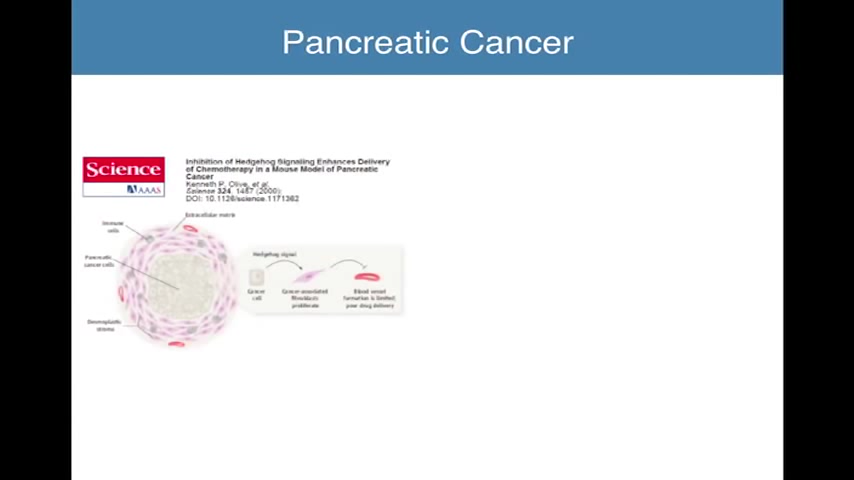 Pancreatic Cancer
Science
AAAS
Inhibition of Hedgehog Signaling Enhances Delivery
of Chemotherapy in a Mouse Model of Pancreatic
Cancer
Kenneth P. Olive, et al.
Science 324, 1457 (2009);
DOI: 10.1126/science.1171362
Extracellular matrix
Immune
cells
Pancreatic
cancer cells
Desmoplastic
stroma
Hedgehog signal
Cancer
cell
Cancer-associated
fibroblasts
proliferate
Blood vessel
formation is limited;
poor drug delivery